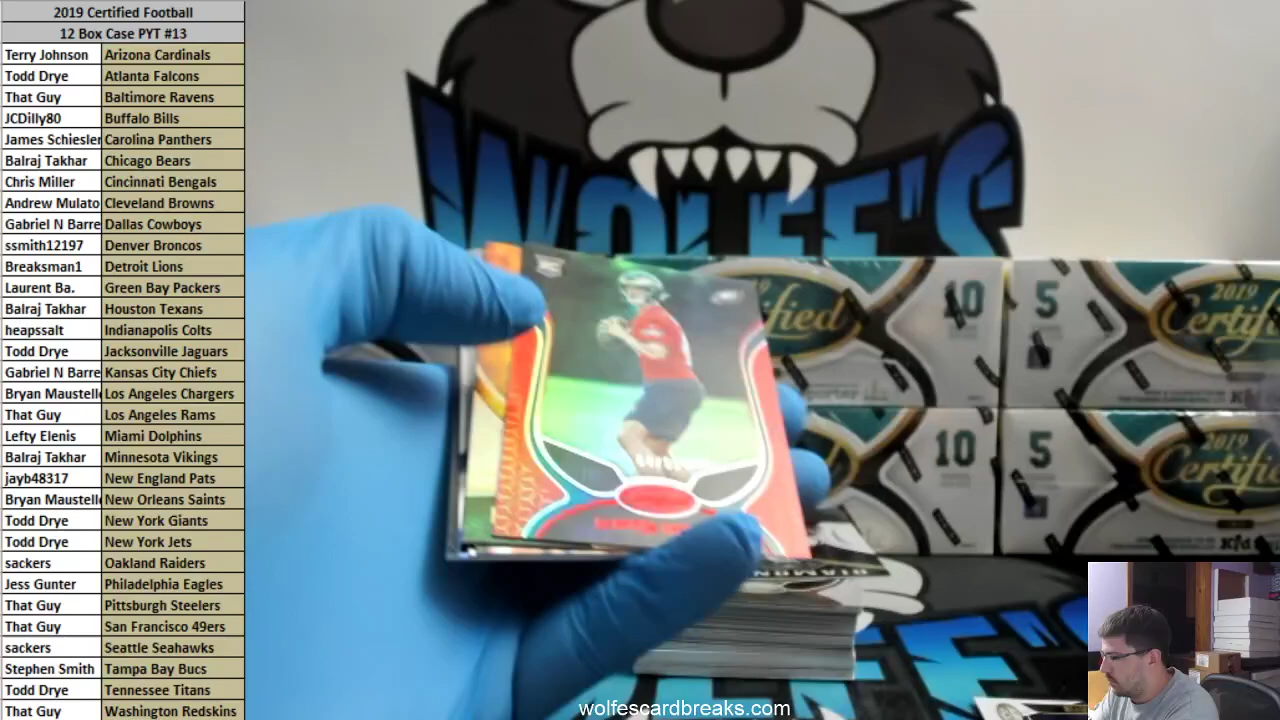 2019 Certified Football
12 Box Case PYT #13
Terry Johnson Arizona Cardinals
Todd Drye Atlanta Falcons
That Guy Baltimore Ravens
JCDilly80 Buffalo Bills
James Schiesler Carolina Panthers
Balraj Takhar Chicago Bears
Chris Miller Cincinnati Bengals
Andrew Mulato Cleveland Browns
Gabriel N Barre Dallas Cowboys
ssmith12197 Denver Broncos
Breaksman1 Detroit Lions
Laurent Ba. Green Bay Packers
Balraj Takhar Houston Texans
heapssalt Indianapolis Colts
Todd Drye Jacksonville Jaguars
Gabriel N Barre Kansas City Chiefs
Bryan Maustelle Los Angeles Chargers
That Guy Los Angeles Rams
Lefty Elenis Miami Dolphins
Balraj Takhar Minnesota Vikings
jayb48317 New England Pats
Bryan Maustelle New Orleans Saints
Todd Drye New York Giants
Todd Drye New York Jets
sackers Oakland Raiders
Jess Gunter Philadelphia Eagles
That Guy Pittsburgh Steelers
That Guy San Francisco 49ers
sackers Seattle Seahawks
Stephen Smith Tampa Bay Bucs
Todd Drye Tennessee Titans
That Guy Washington Redskins
WOLFE'S
10 5 2019
Certified
10 5 2019
Certified
wolfescardbreaks.com